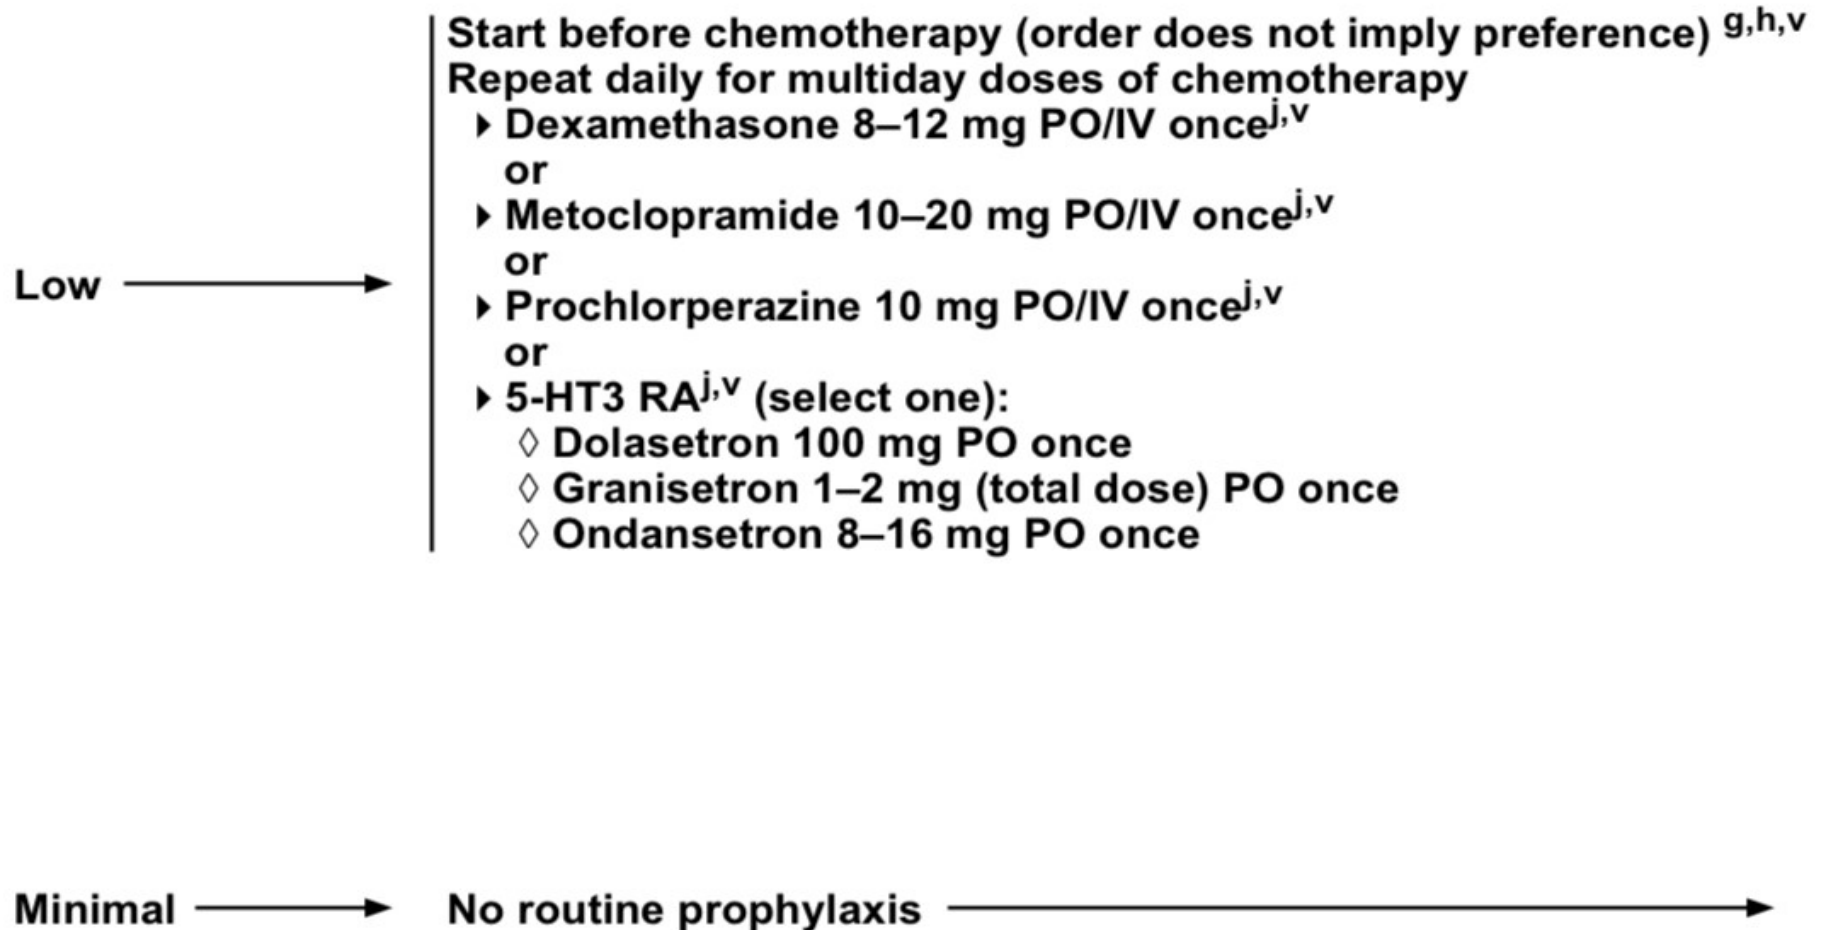 Start before chemotherapy (order does not imply preference) g,h,v
Repeat daily for multiday doses of chemotherapy
▸ Dexamethasone 8–12 mg PO/IV once j,v
or
▸ Metoclopramide 10–20 mg PO/IV once j,v
or
Low
▸ Prochlorperazine 10 mg PO/IV once j,v
or
▸ 5-HT3 RA j,v (select one):
◊ Dolasetron 100 mg PO once
◊ Granisetron 1–2 mg (total dose) PO once
◊ Ondansetron 8–16 mg PO once
Minimal
No routine prophylaxis